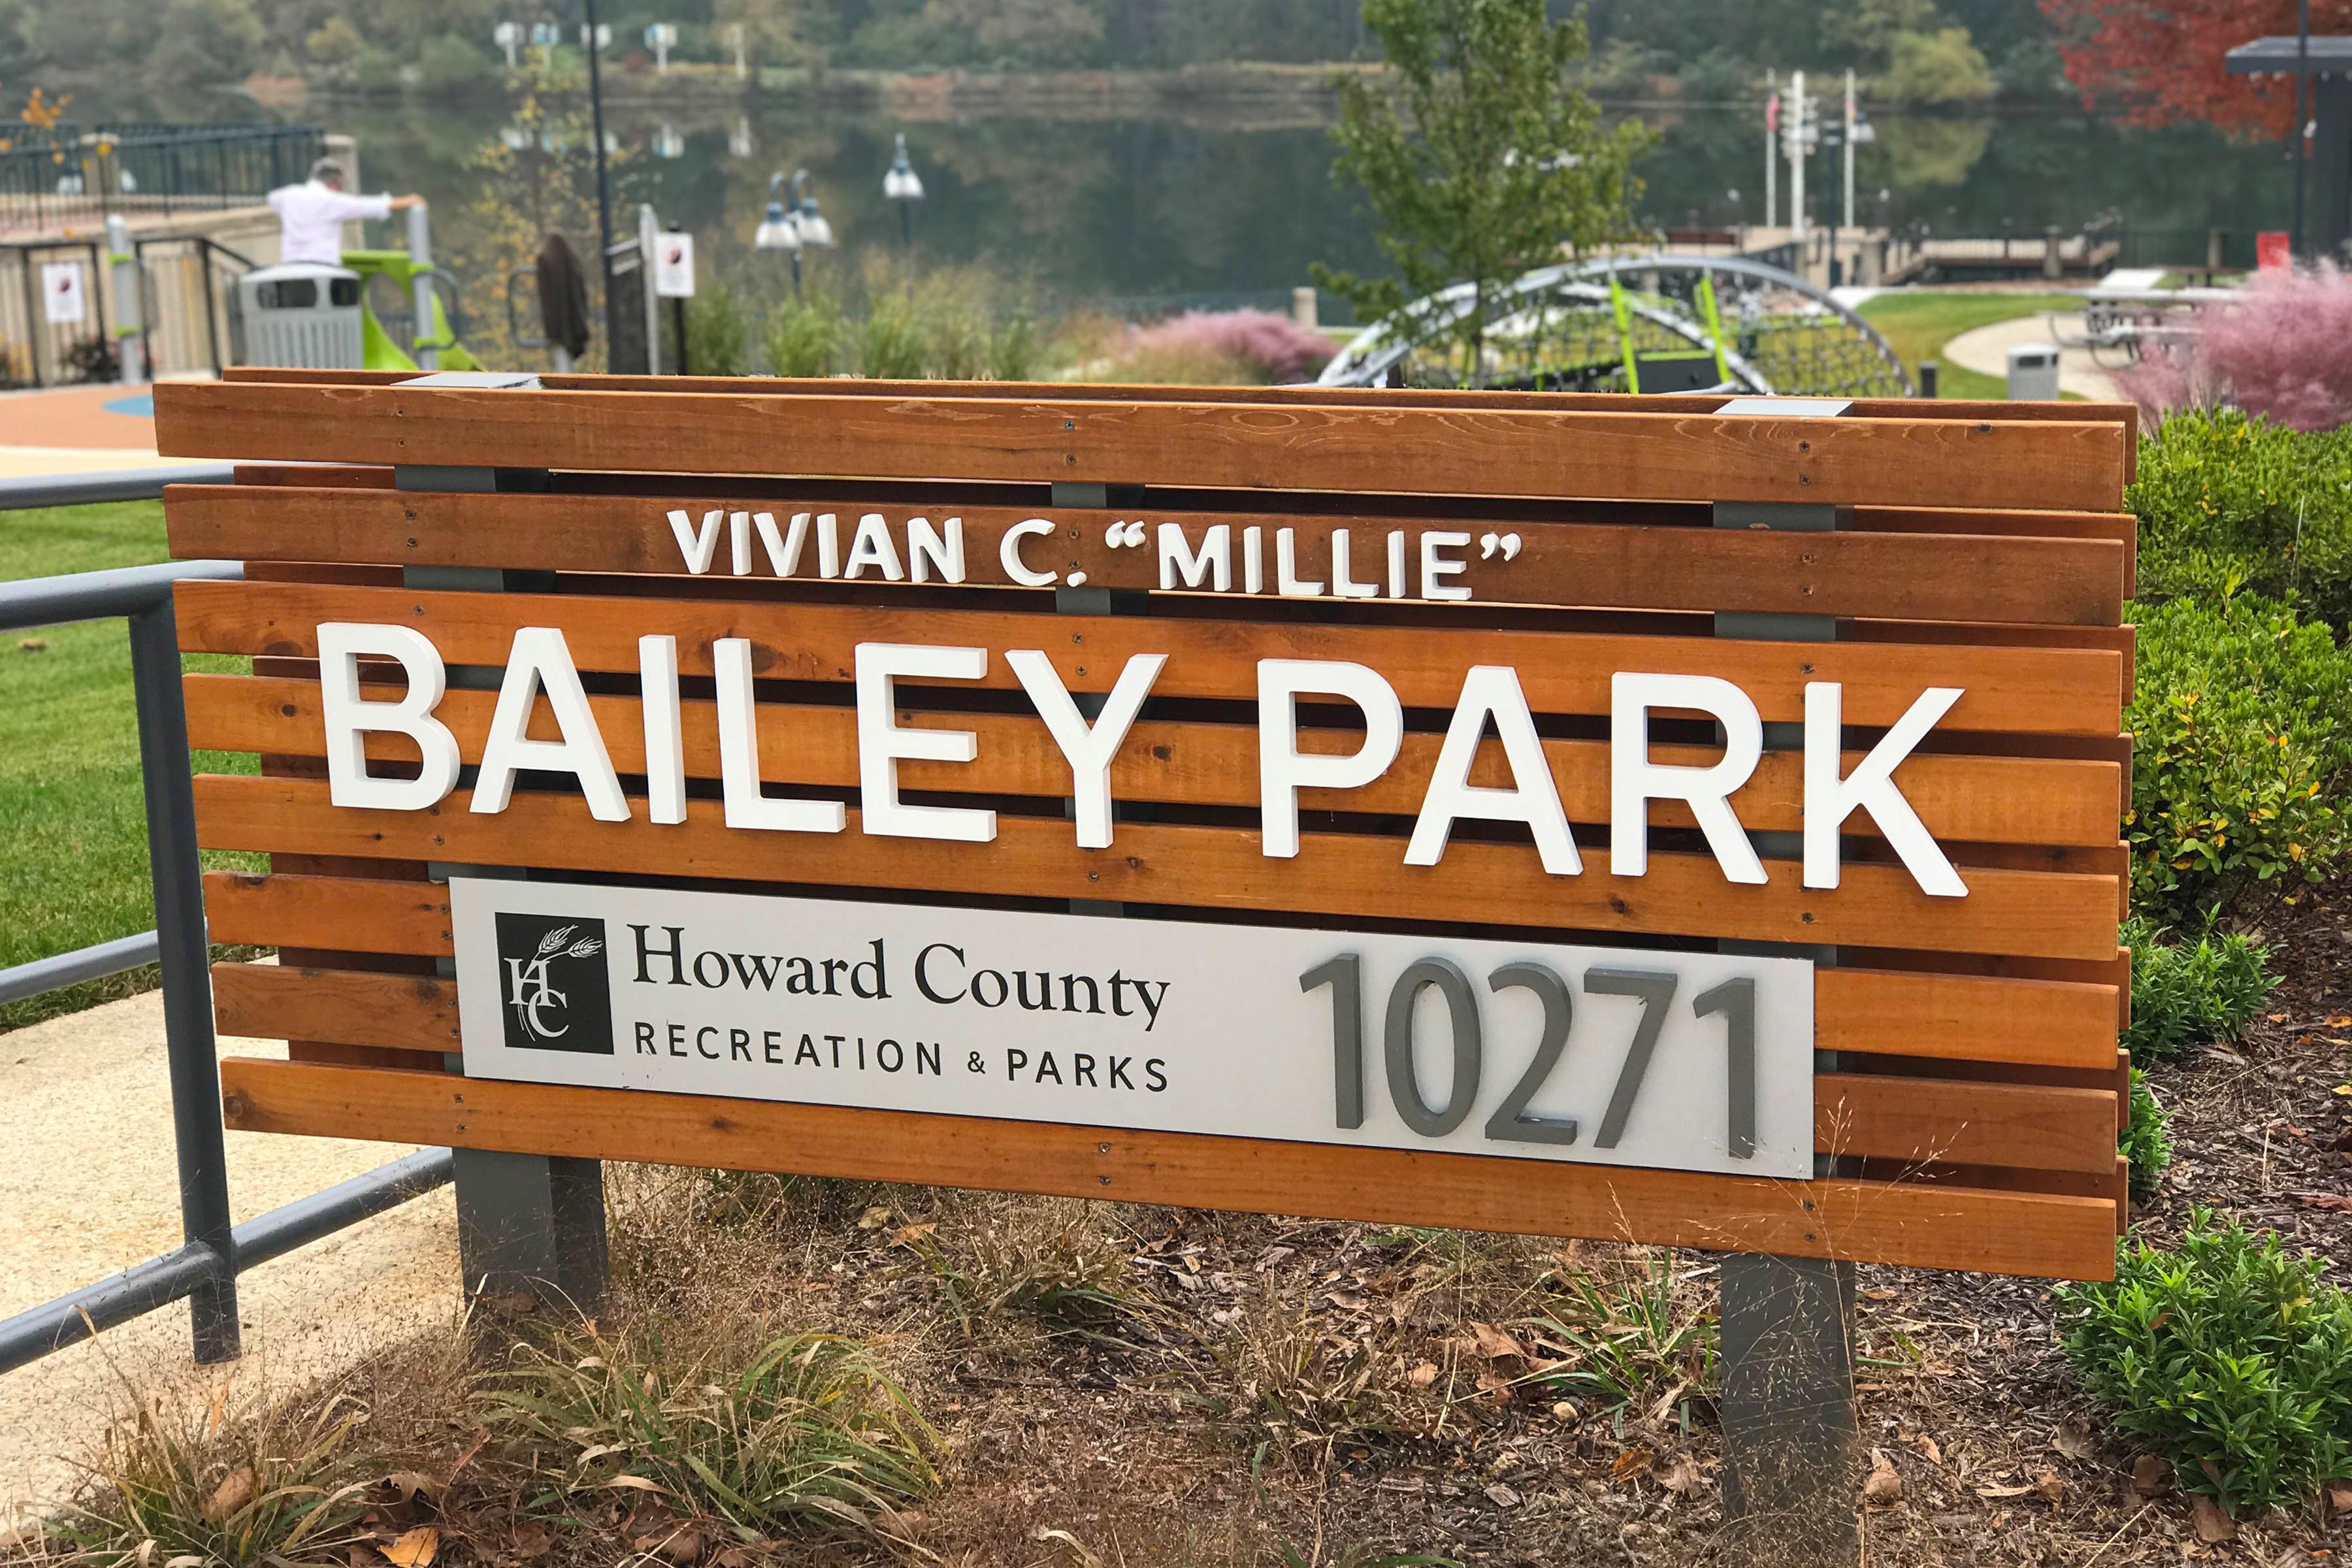 VIVIAN C. “MILLIE”
BAILEY PARK
HC
Howard County
RECREATION & PARKS
10271